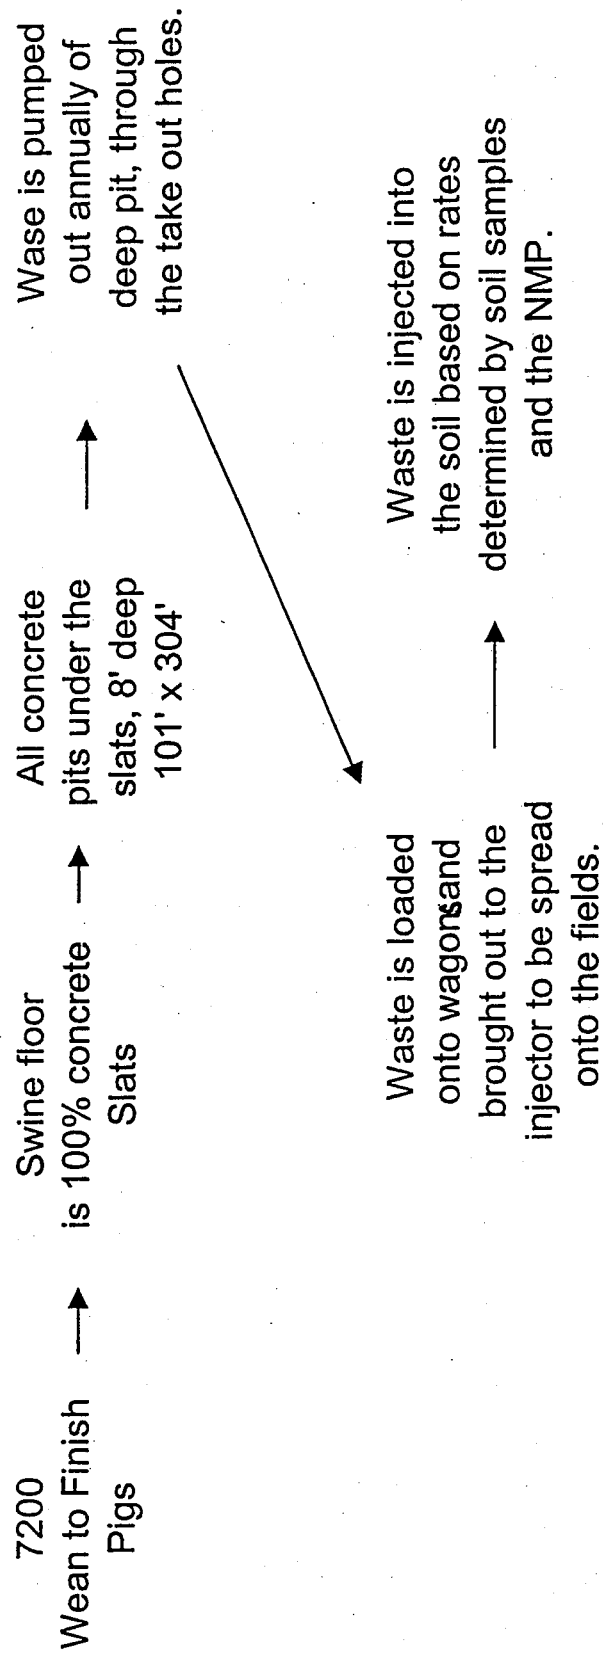 7200
Wean to Finish
Pigs
Swine floor
is 100% concrete
Slats
All concrete
pits under the
slats, 8' deep
101' x 304'
Wase is pumped
out annually of
deep pit, through
the take out holes.
Waste is loaded
onto wagonsand
brought out to the
injector to be spread
onto the fields.
Waste is injected into
the soil based on rates
determined by soil samples
and the NMP.